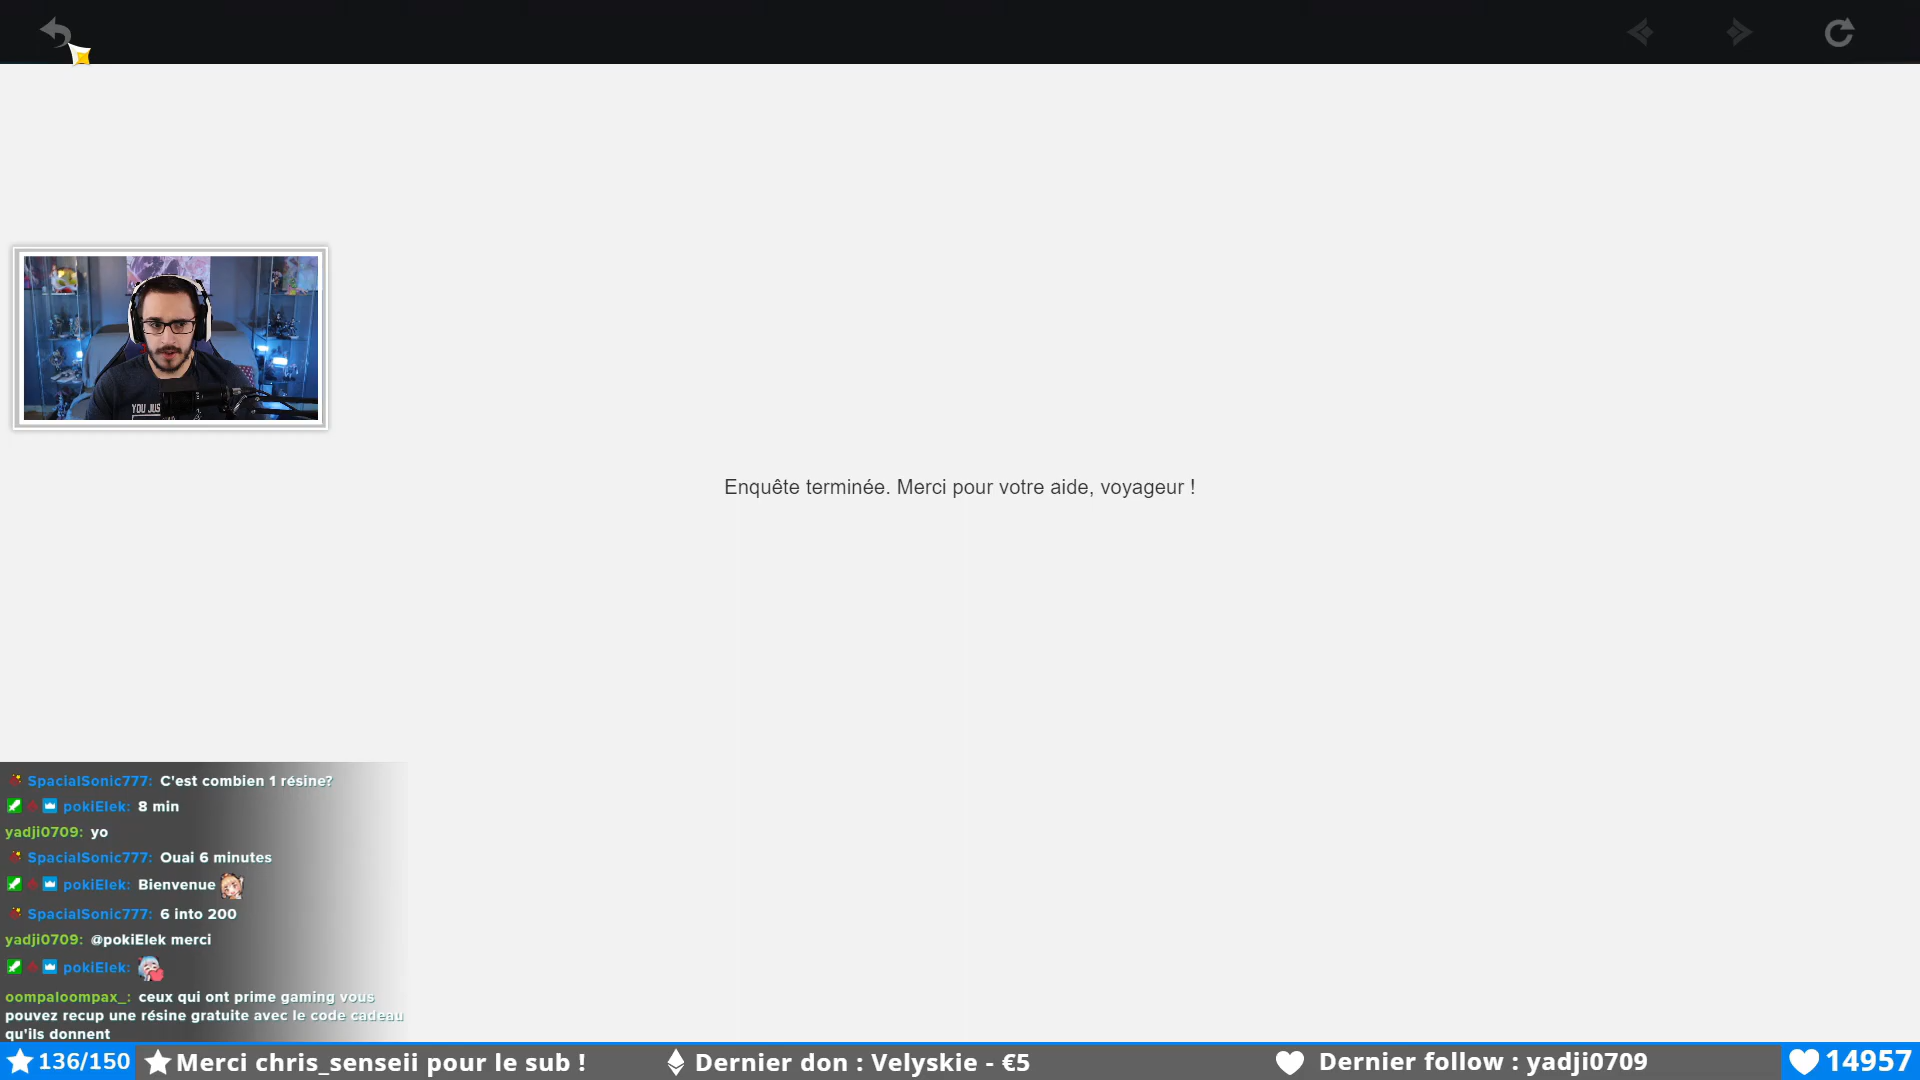 YOU JUS
Enquête terminée. Merci pour votre aide, voyageur !
SpacialSonic777: C'est combien 1 résine?
pokiElek: 8 min
yadji0709: yo
SpacialSonic777: Ouai 6 minutes
pokiElek: Bienvenue
SpacialSonic777: 6 into 200
yadji0709: @pokiElek merci
pokiElek:
oompaloompax_: ceux qui ont prime gaming vous
pouvez recup une résine gratuite avec le code cadeau
qu'ils donnent
136/150 Merci chris_senseii pour le sub ! Dernier don : Velyskie - €5 Dernier follow : yadji0709 14957